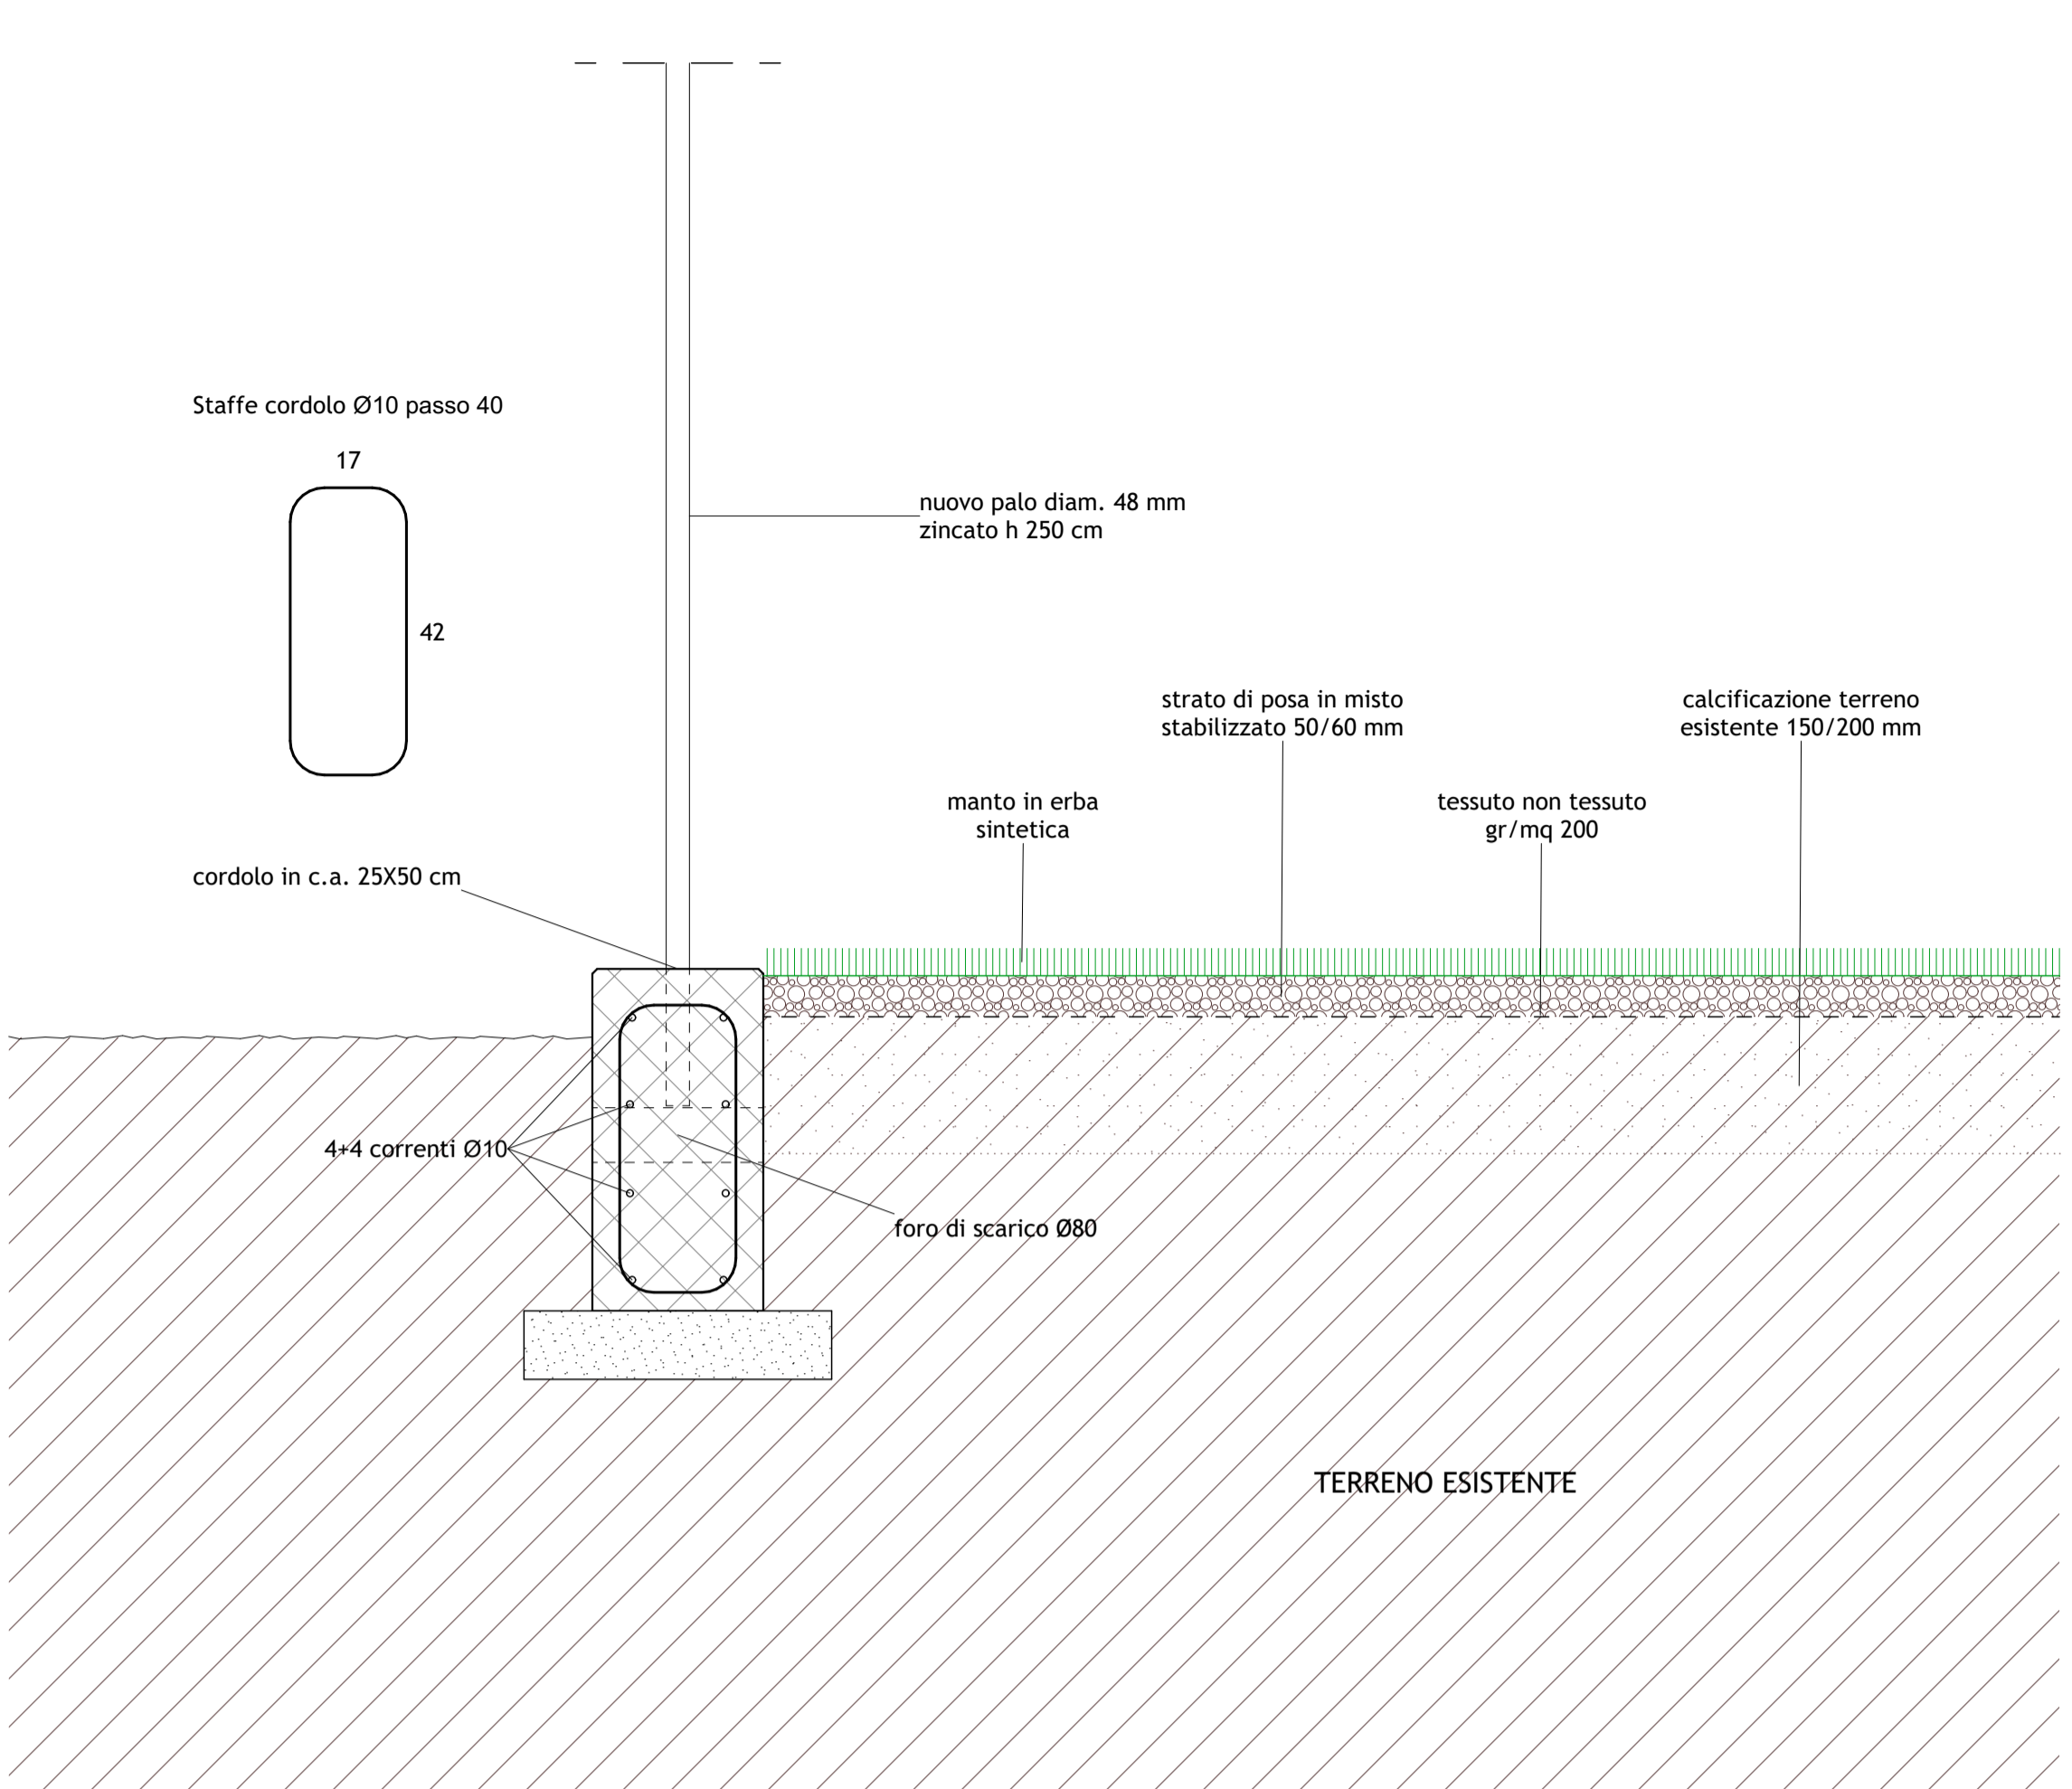 Staffe cordolo Ø10 passo 40
17
42
nuovo palo diam. 48 mm
zincato h 250 cm
strato di posa in misto
stabilizzato 50/60 mm
calcificazione terreno
esistente 150/200 mm
manto in erba
sintetica
tessuto non tessuto
gr/mq 200
cordolo in c.a. 25X50 cm
4+4 correnti Ø10
foro di scarico Ø80
TERRENO ESISTENTE